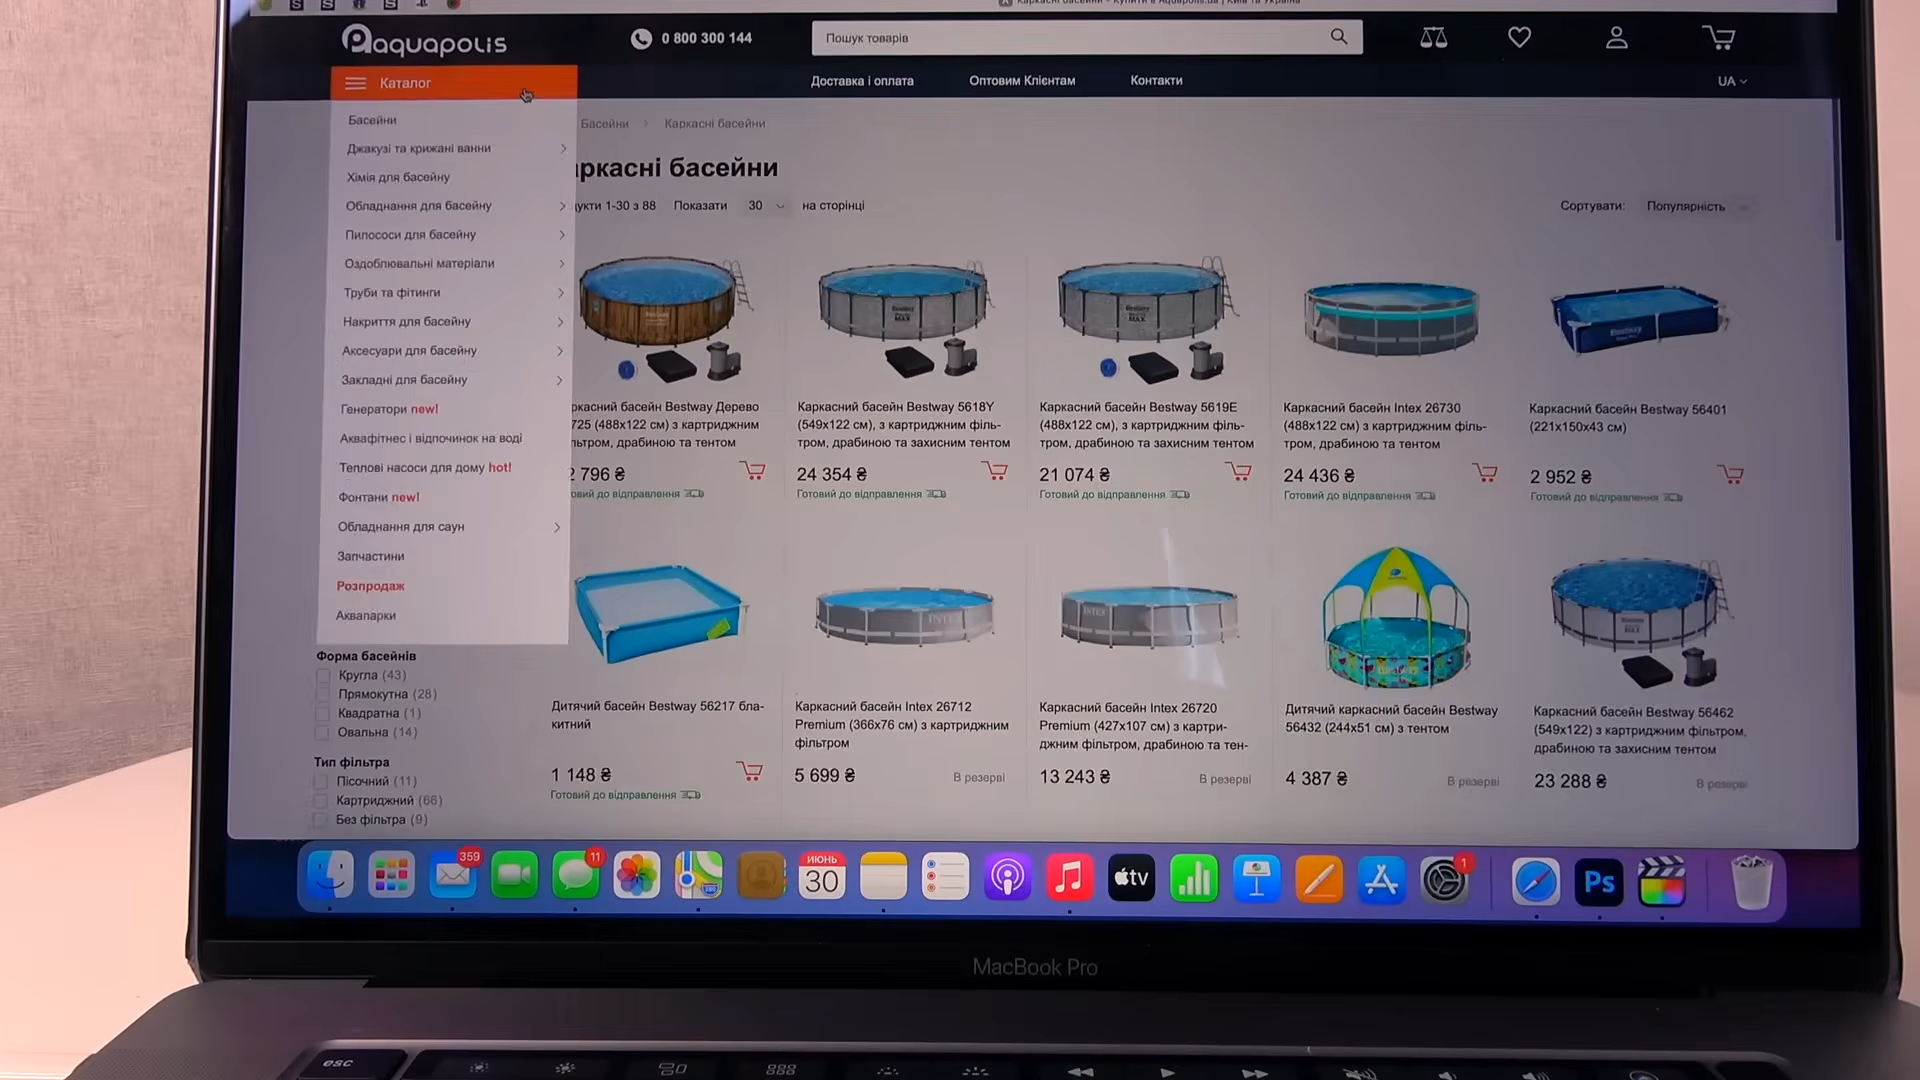 aquapolis
0 800 300 144
Пошук товарів
Каталог
Доставка і оплата
Оптовим Клієнтам
Контакти
UA
Басейни
Джакузі та крижані ванни
Хімія для басейну
Обладнання для басейну
Пилососи для басейну
Оздоблювальні матеріали
Труби та фітинги
Накриття для басейну
Аксесуари для басейну
Закладні для басейну
Генератори new!
Аквафітнес і відпочинок на воді
Теплові насоси для дому hot!
Фонтани new!
Обладнання для саун
Запчастини
Розпродаж
Аквапарки
Форма басейнів
Кругла (43)
Прямокутна (28)
Квадратна (1)
Овальна (14)
Тип фільтра
Пісочний (11)
Картриджний (66)
Без фільтра (9)
Басейни > Каркасні басейни
аркасні басейни
укти 1-30 з 88 Показати 30 на сторінці
Сортувати: Популярність
ркасний басейн Bestway Дерево
725 (488x122 см) з картриджним
льтром, драбиною та тентом
2 796 ₴
овий до відправлення
Каркасний басейн Bestway 5618Y
(549x122 см), з картриджним філь-
тром, драбиною та захисним тентом
24 354 ₴
Готовий до відправлення
Каркасний басейн Bestway 5619E
(488x122 см), з картриджним філь-
тром, драбиною та захисним тентом
21 074 ₴
Готовий до відправлення
Каркасний басейн Intex 26730
(488x122 см) з картриджним філь-
тром, драбиною та захисним тентом
24 436 ₴
Готовий до відправлення
Каркасний басейн Bestway 56401
(221x150x43 см)
2 952 ₴
Готовий до відправлення
Дитячий басейн Bestway 56217 бла-
китний
1 148 ₴
Готовий до відправлення
Каркасний басейн Intex 26712
Premium (366x76 см) з картриджним
фільтром
5 699 ₴
В резерві
Каркасний басейн Intex 26720
Premium (427x107 см) з картри-
джним фільтром, драбиною та тен-
13 243 ₴
В резерві
Дитячий каркасний басейн Bestway
56432 (244x51 см) з тентом
4 387 ₴
В резерві
Каркасний басейн Bestway 56462
(549x122) з картриджним фільтром,
драбиною та захисним тентом
23 288 ₴
В резерві
359
11
ИЮНЬ
30
tv
1
Ps
MacBook Pro
esc